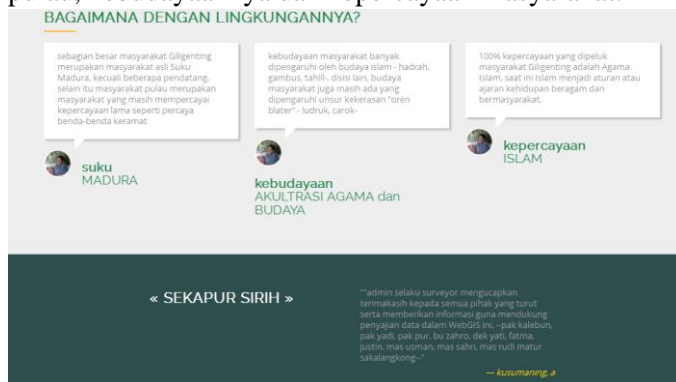 BAGAIMANA DENGAN LINGKUNGANNYA?
sebagian besar masyarakat Giligenting
merupakan masyarakat asli Suku
Madura, kecuali beberapa pendatang,
selain itu masyarakat pulau merupakan
masyarakat yang masih mempercayai
kepercayaan lama seperti percaya
benda-benda keramat
suku
MADURA
kebudayaan masyarakat banyak
dipengaruhi oleh budaya islam - hadrah,
gambus, tahlil-, disisi lain, budaya
masyarakat juga masih ada yang
dipengaruhi unsur kekerasan "orèn
blater" - ludruk, carok-
kebudayaan
AKULTRASI AGAMA dan
BUDAYA
100% kepercayaan yang dipeluk
masyarakat Giligenting adalah Agama
Islam, saat ini Islam menjadi aturan atau
ajaran kehidupan beragam dan
bermasyarakat.
kepercayaan
ISLAM
« SEKAPUR SIRIH »
""admin selaku surveyor mengucapkan
terimakasih kepada semua pihak yang turut
serta memberikan informasi guna mendukung
penyajian data dalam WebGIS ini, --pak kalebun,
pak yadi, pak pur, bu zahro, dek yati, fatma,
justin, mas usman, mas sahri, mas rudi matur
sakalangkong--"
— kusumaning, a